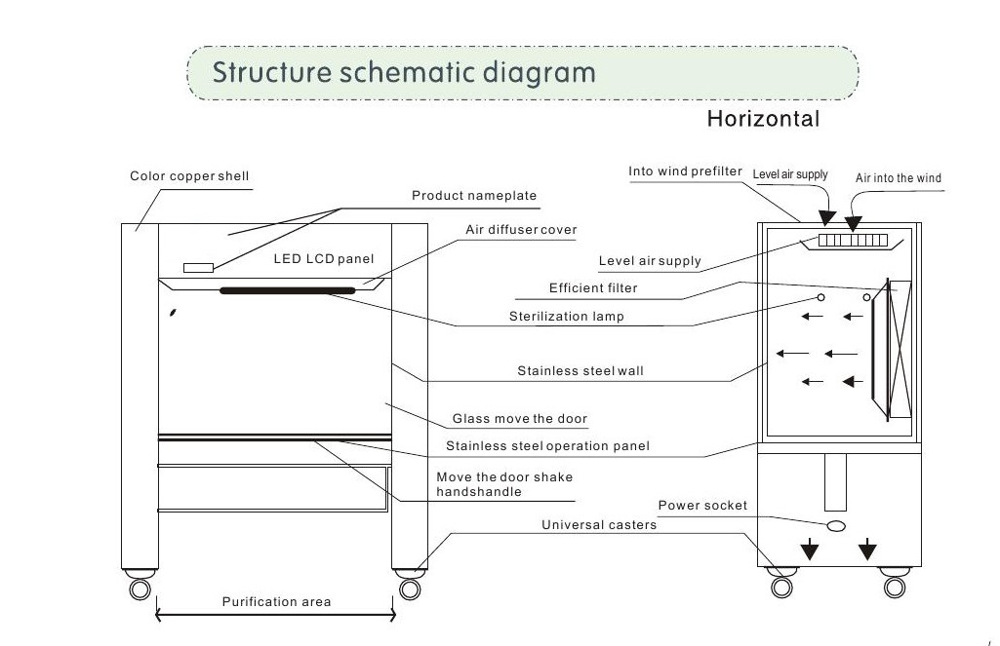 Structure schematic diagram
Horizontal
Color copper shell
Product nameplate
Into wind prefilter
Level air supply
Air into the wind
Air diffuser cover
LED LCD panel
Level air supply
Efficient filter
Sterilization lamp
Stainless steel wall
Glass move the door
Stainless steel operation panel
Move the door shake
handshandle
Power socket
Universal casters
Purification area